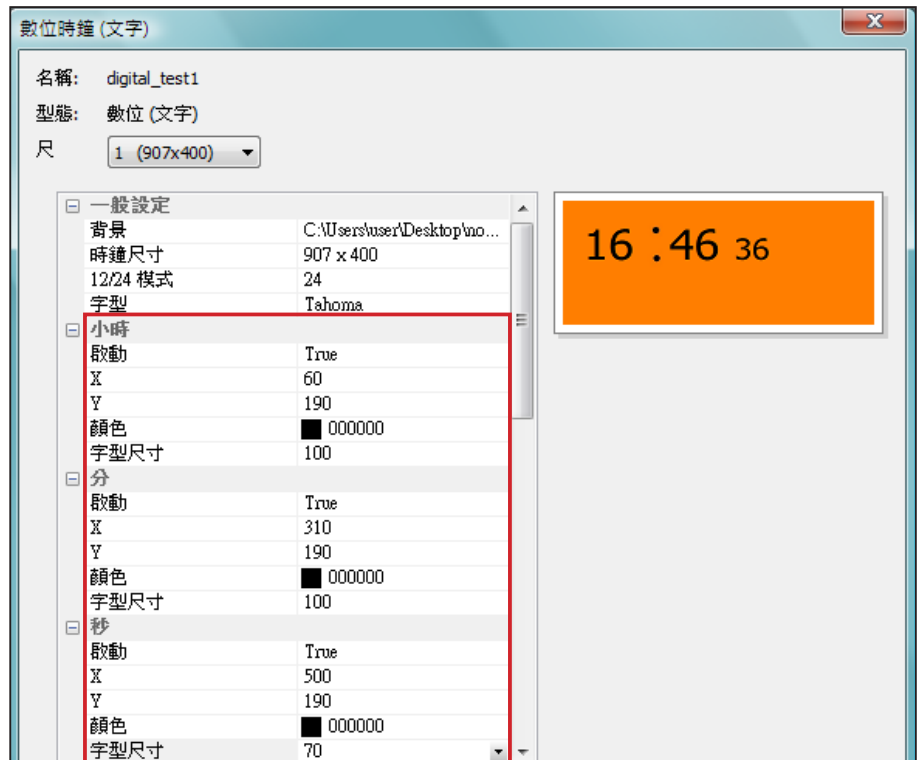 數位時鐘 (文字)
名稱: digital_test1
型態: 數位 (文字)
尺 1 (907x400)
一般設定
背景 C:\Users\user\Desktop\no...
時鐘尺寸 907 x 400
12/24 模式 24
字型 Tahoma
小時
啟動 True
X 60
Y 190
顏色 000000
字型尺寸 100
分
啟動 True
X 310
Y 190
顏色 000000
字型尺寸 100
秒
啟動 True
X 500
Y 190
顏色 000000
字型尺寸 70
16 : 46 36